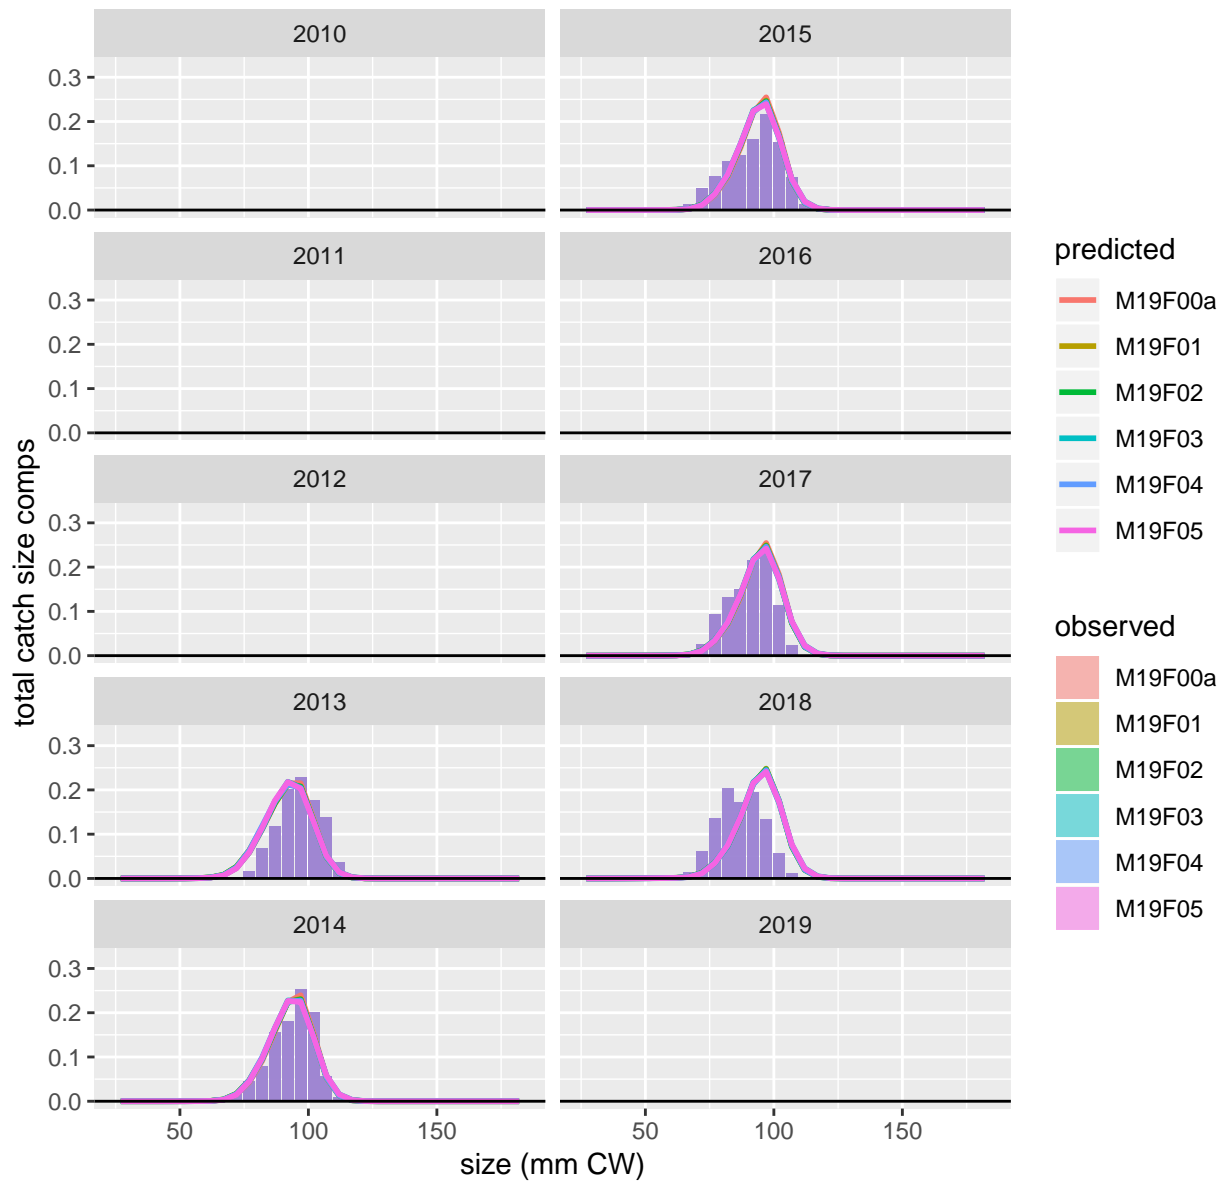 2010 2015
0.3
0.2
0.1
0.0
2011 2016
0.3
0.2
0.1
0.0
2012 2017
0.3
0.2
0.1
0.0
2013 2018
0.3
0.2
0.1
0.0
2014 2019
0.3
0.2
0.1
0.0
50 100 150 50 100 150
size (mm CW)
total catch size comps
predicted
M19F00a
M19F01
M19F02
M19F03
M19F04
M19F05
observed
M19F00a
M19F01
M19F02
M19F03
M19F04
M19F05